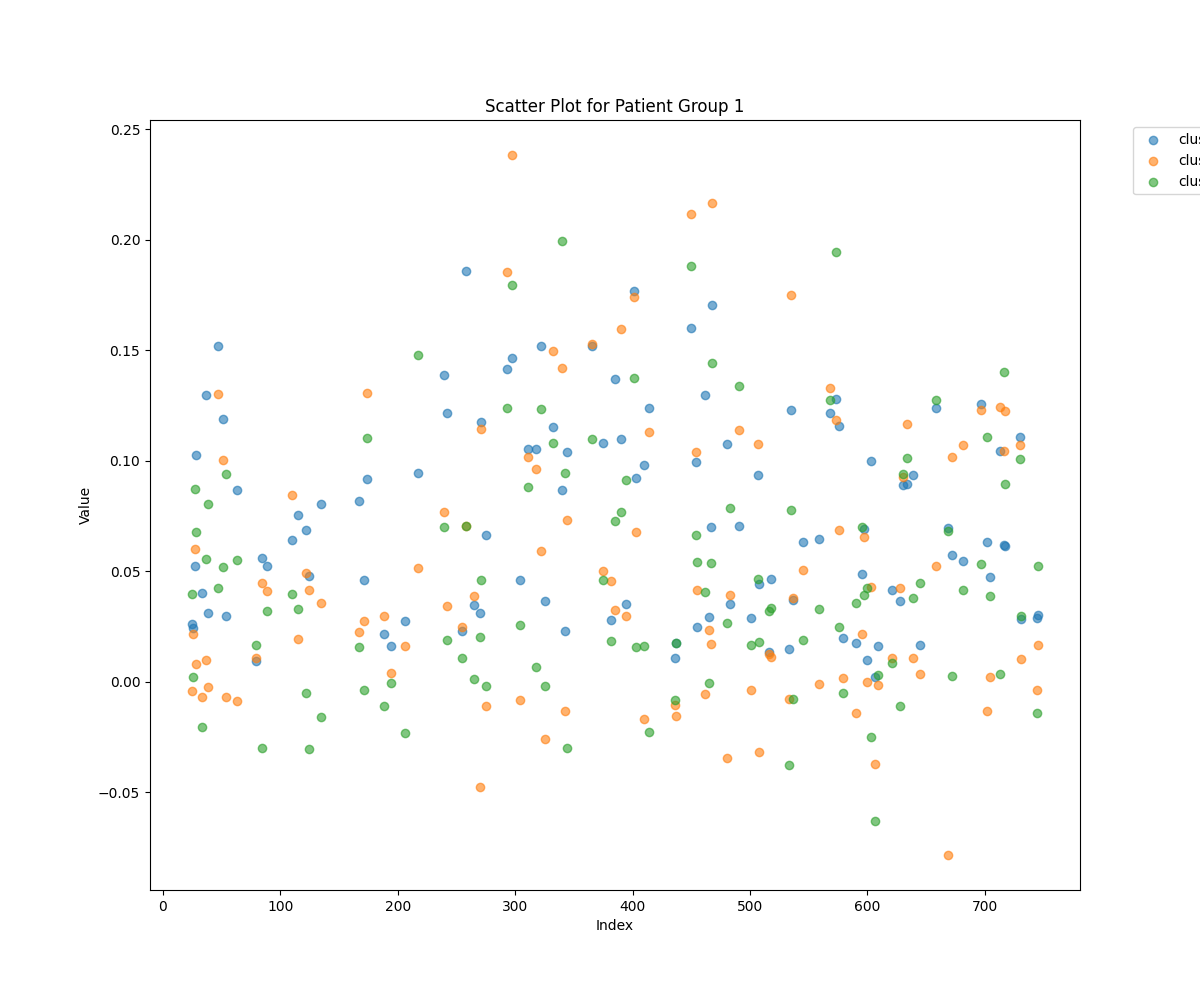 Scatter Plot for Patient Group 1
clus
clus
clus
0.25
0.20
0.15
0.10
0.05
0.00
−0.05
Value
0 100 200 300 400 500 600 700
Index